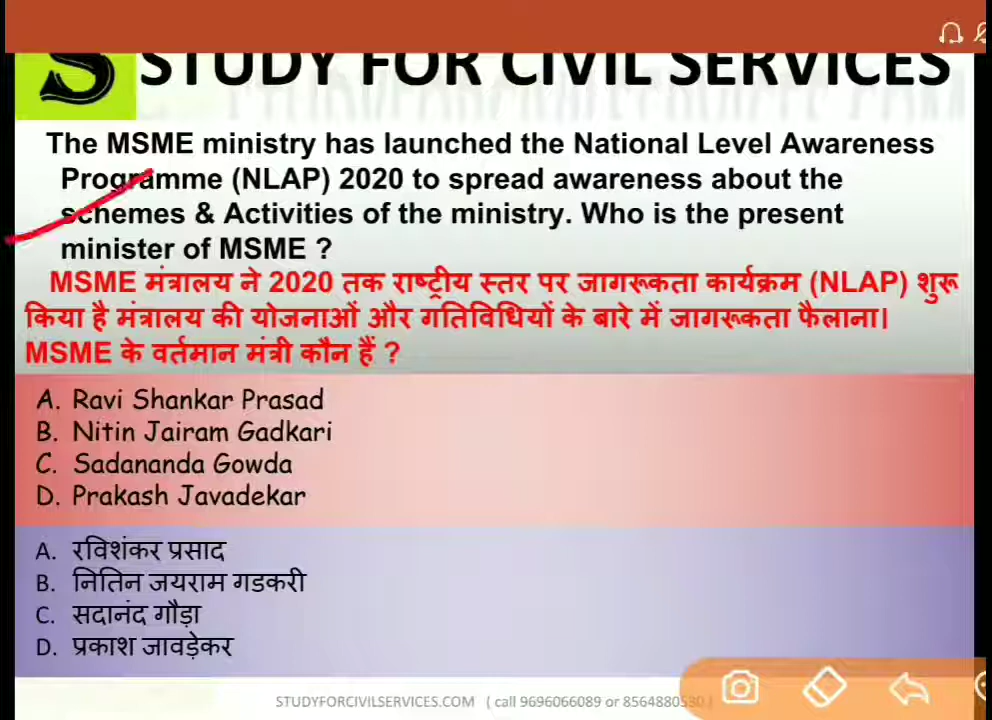 S STUDY FOR CIVIL SERVICES
The MSME ministry has launched the National Level Awareness
Programme (NLAP) 2020 to spread awareness about the
schemes & Activities of the ministry. Who is the present
minister of MSME ?
MSME मंत्रालय ने 2020 तक राष्ट्रीय स्तर पर जागरूकता कार्यक्रम (NLAP) शुरू
किया है मंत्रालय की योजनाओं और गतिविधियों के बारे में जागरूकता फैलाना।
MSME के वर्तमान मंत्री कौन हैं ?
A. Ravi Shankar Prasad
B. Nitin Jairam Gadkari
C. Sadananda Gowda
D. Prakash Javadekar
A. रविशंकर प्रसाद
B. नितिन जयराम गडकरी
C. सदानंद गौड़ा
D. प्रकाश जावड़ेकर
STUDYFORCIVILSERVICES.COM ( call 9696066089 or 8564880530 )